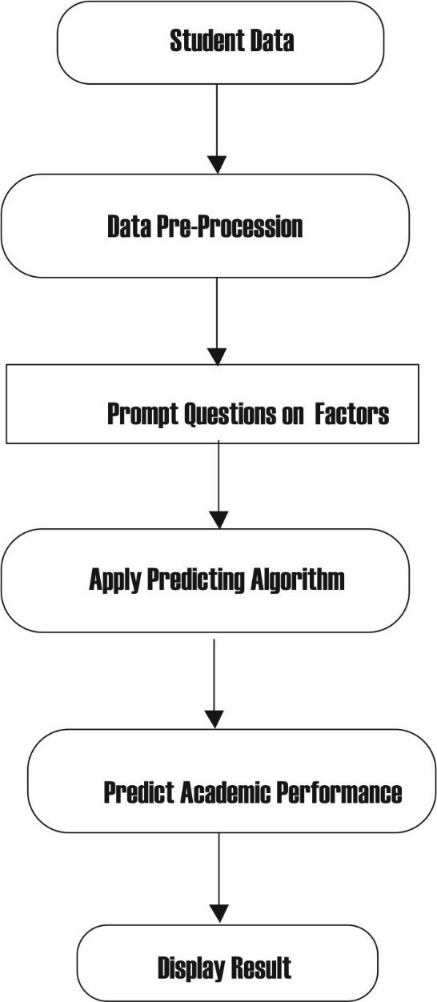 Student Data
Data Pre-Procession
Prompt Questions on Factors
Apply Predicting Algorithm
Predict Academic Performance
Display Result